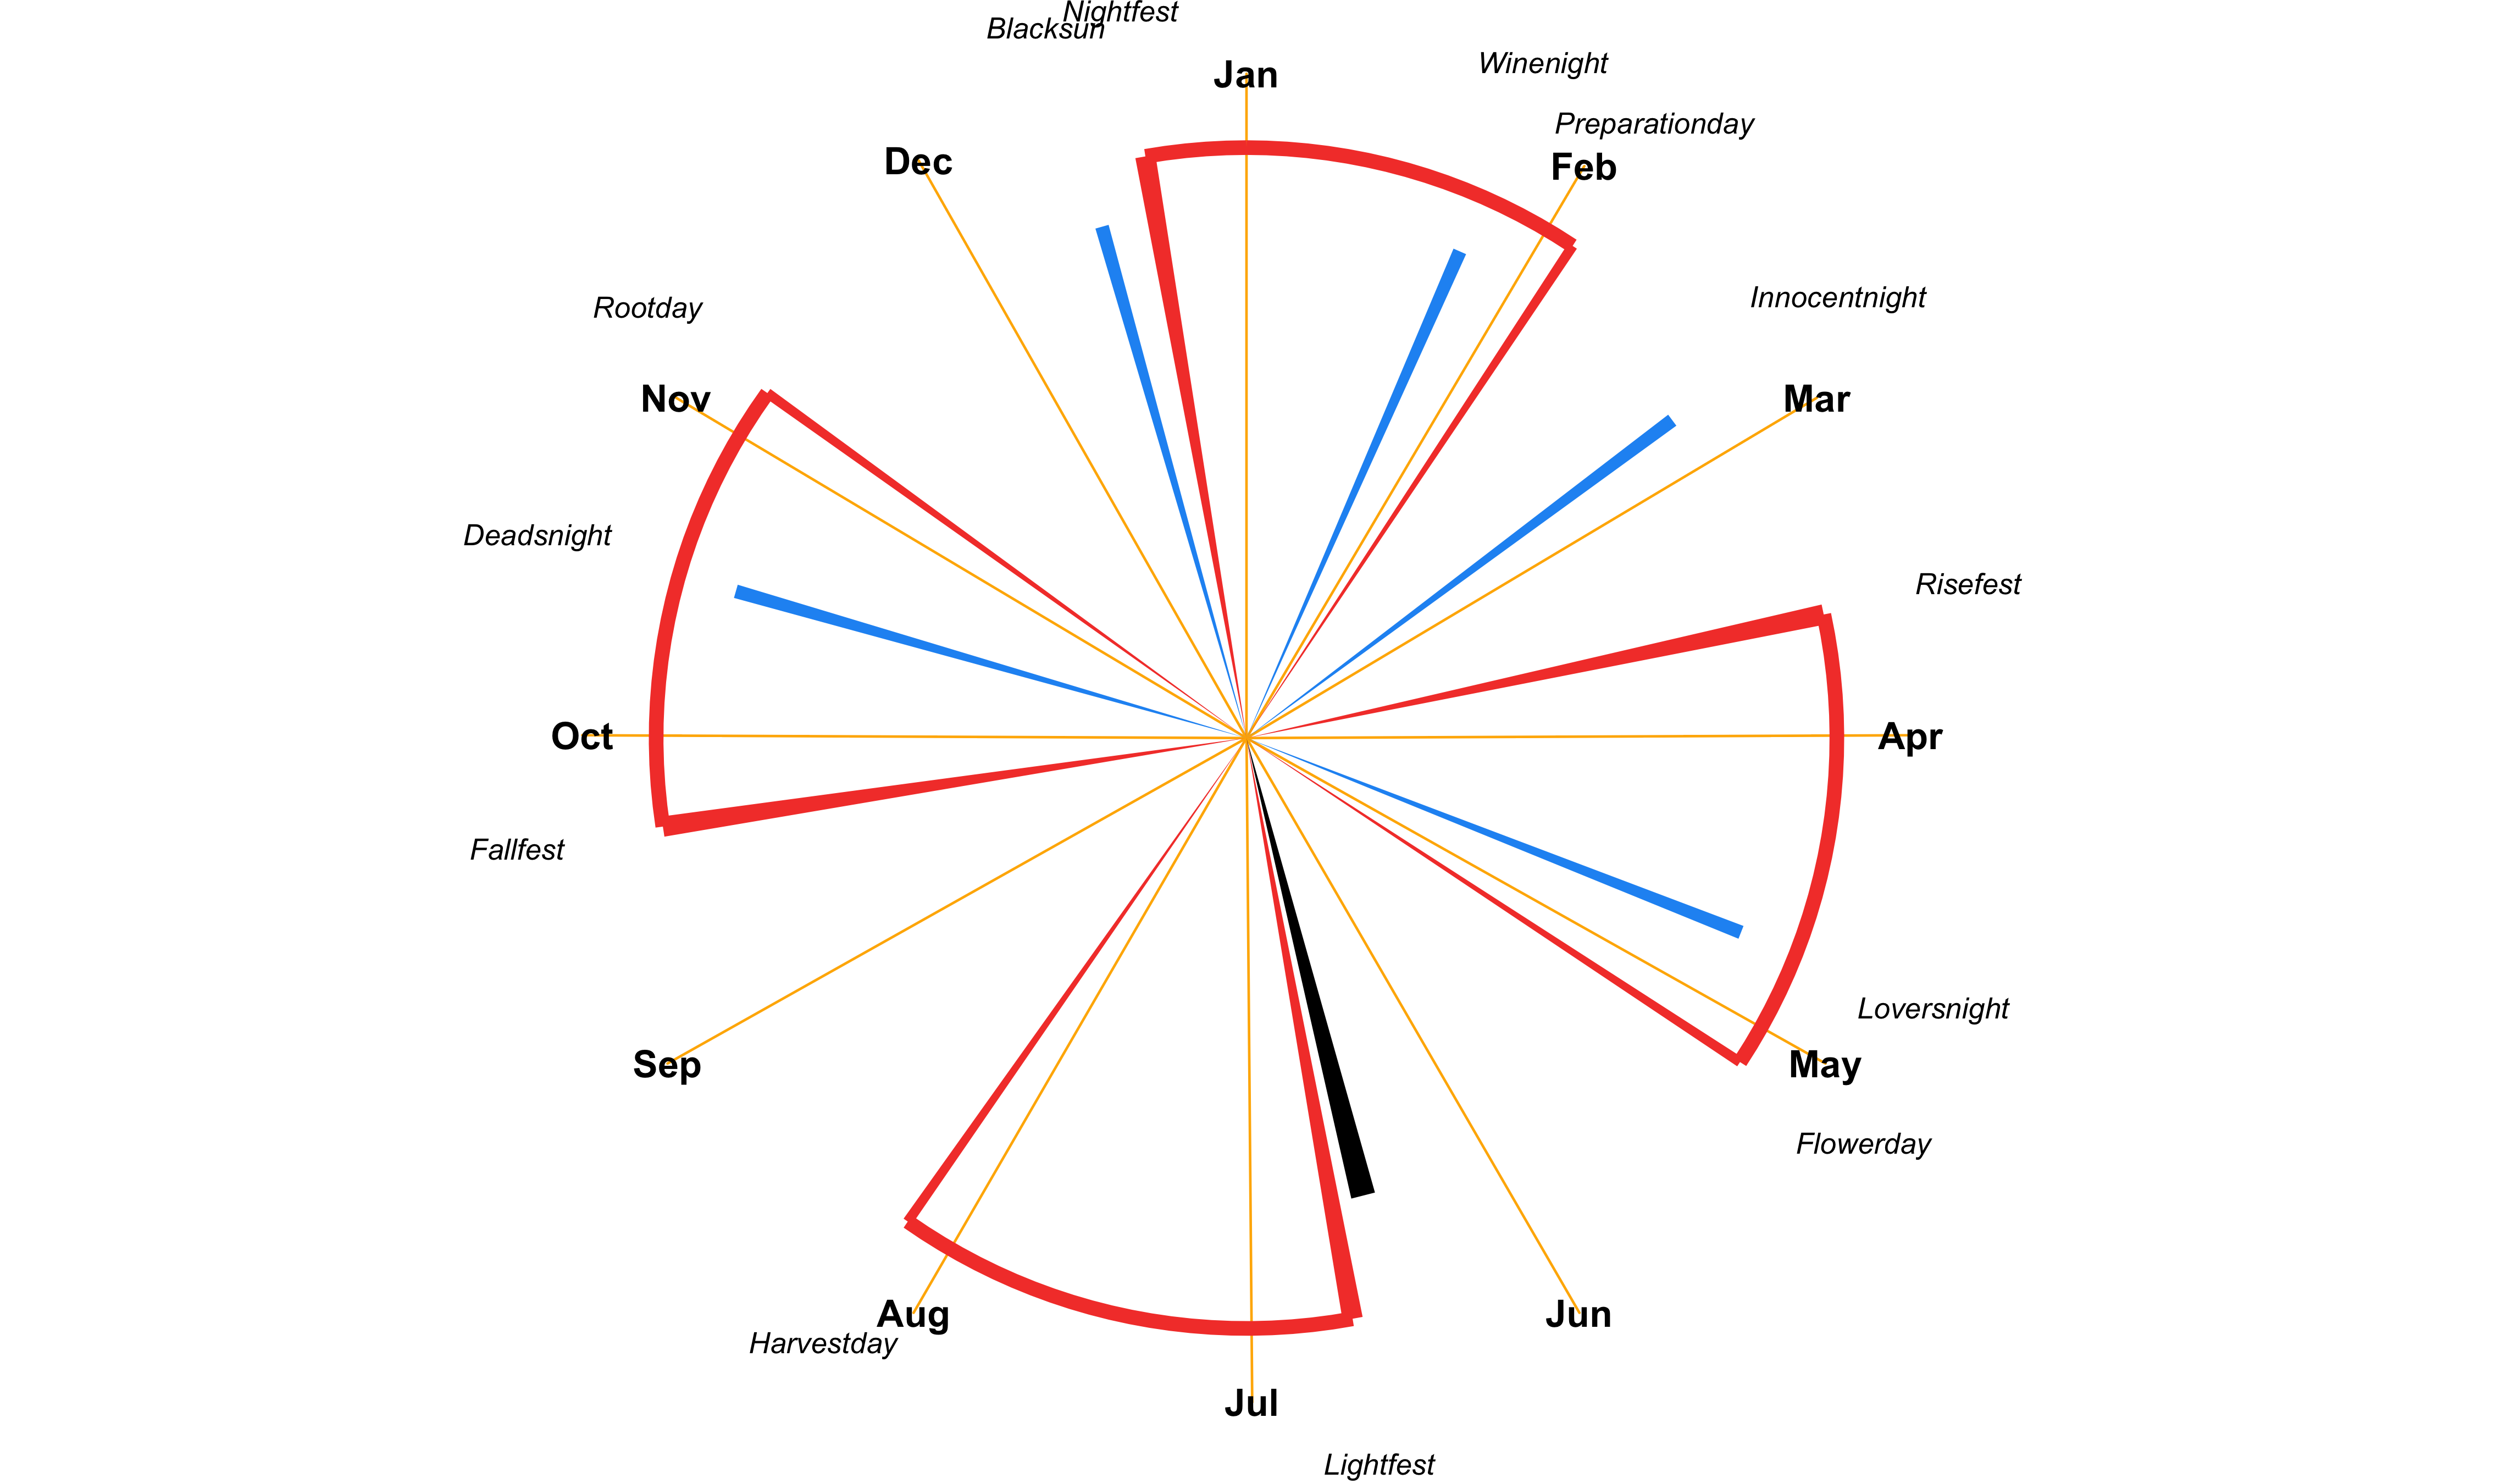 Nightfest
Blacksun
Winenight
Jan
Preparationday
Dec
Feb
Innocentnight
Rootday
Nov
Mar
Deadsnight
Risefest
Oct
Apr
Fallfest
Loversnight
Sep
May
Flowerday
Aug
Jun
Harvestday
Jul
Lightfest